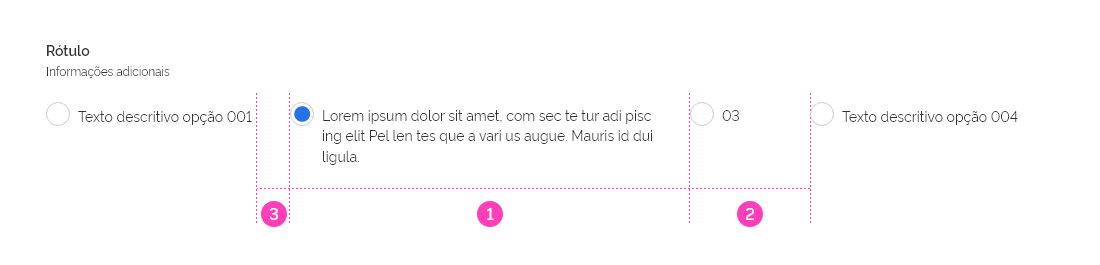 Rótulo
Informações adicionais
Texto descritivo opção 001
Lorem ipsum dolor sit amet, com sec te tur adi pisc
ing elit Pel len tes que a vari us augue. Mauris id dui
ligula.
03
Texto descritivo opção 004
3
1
2